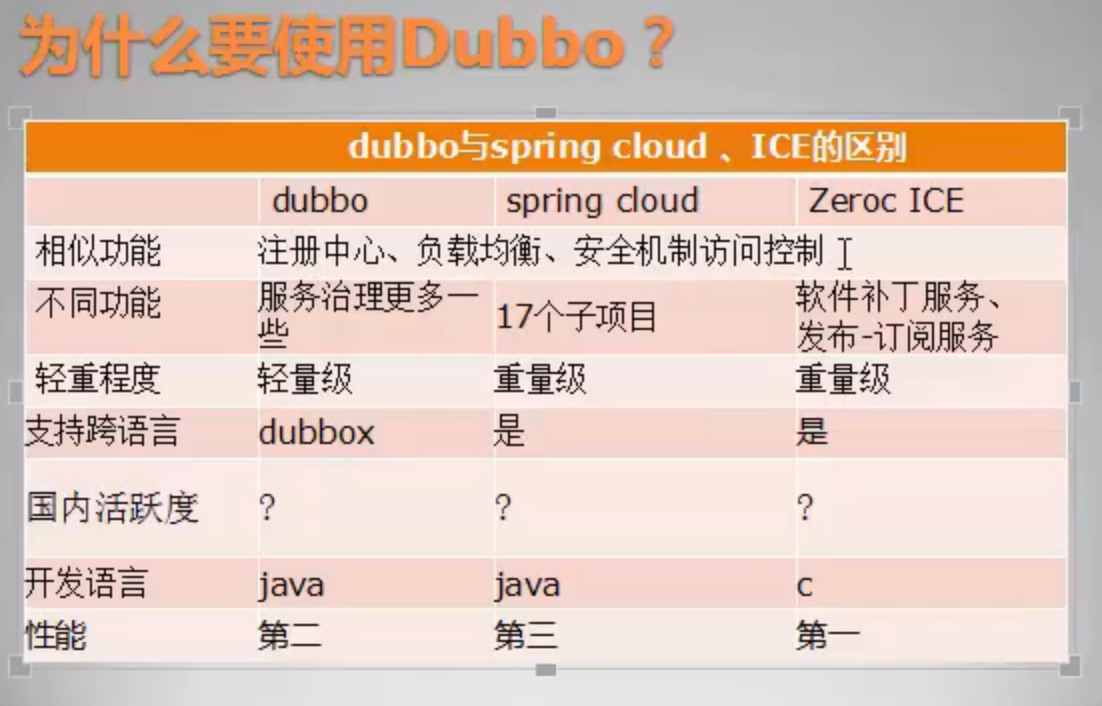 为什么要使用Dubbo？
dubbo与spring cloud 、ICE的区别
dubbo spring cloud Zeroc ICE
相似功能 注册中心、负载均衡、安全机制访问控制
不同功能 服务治理更多一些 17个子项目 软件补丁服务、发布-订阅服务
轻重程度 轻量级 重量级 重量级
支持跨语言 dubbox 是 是
国内活跃度 ? ? ?
开发语言 java java c
性能 第二 第三 第一